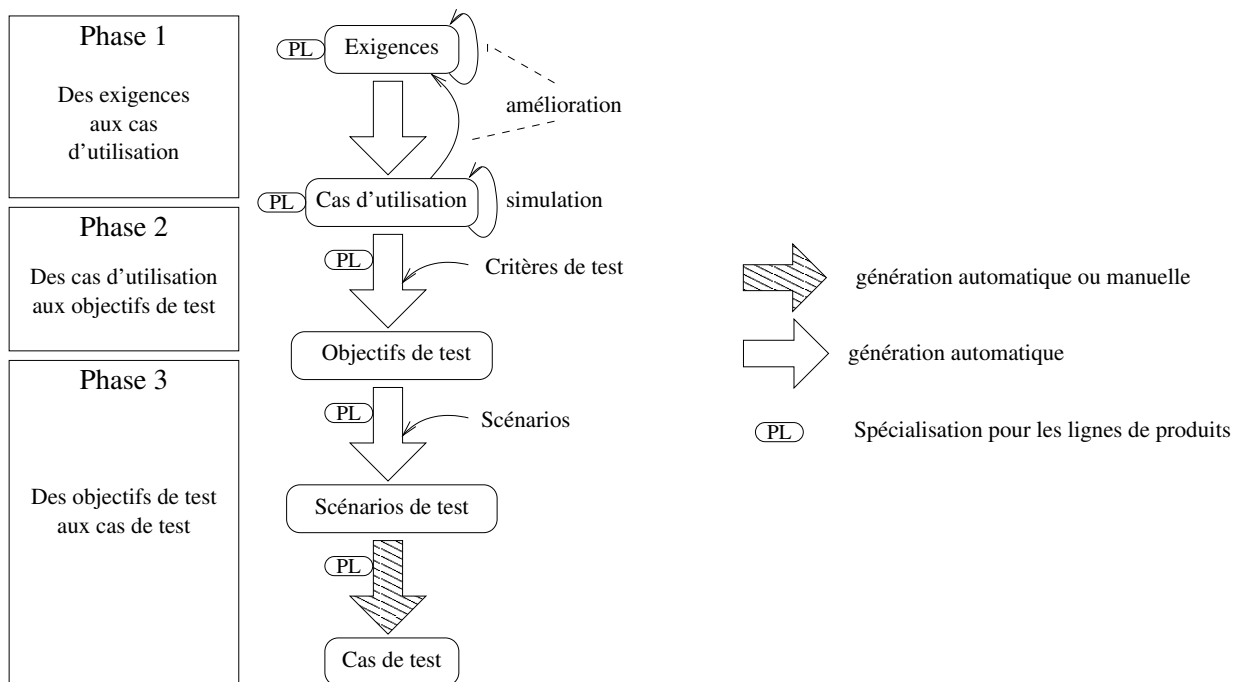 Phase 1
Des exigences
aux cas
d'utilisation
Phase 2
Des cas d'utilisation
aux objectifs de test
Phase 3
Des objectifs de test
aux cas de test
PL
Exigences
amélioration
PL
Cas d'utilisation
simulation
PL
Critères de test
Objectifs de test
PL
Scénarios
Scénarios de test
PL
Cas de test
génération automatique ou manuelle
génération automatique
PL
Spécialisation pour les lignes de produits